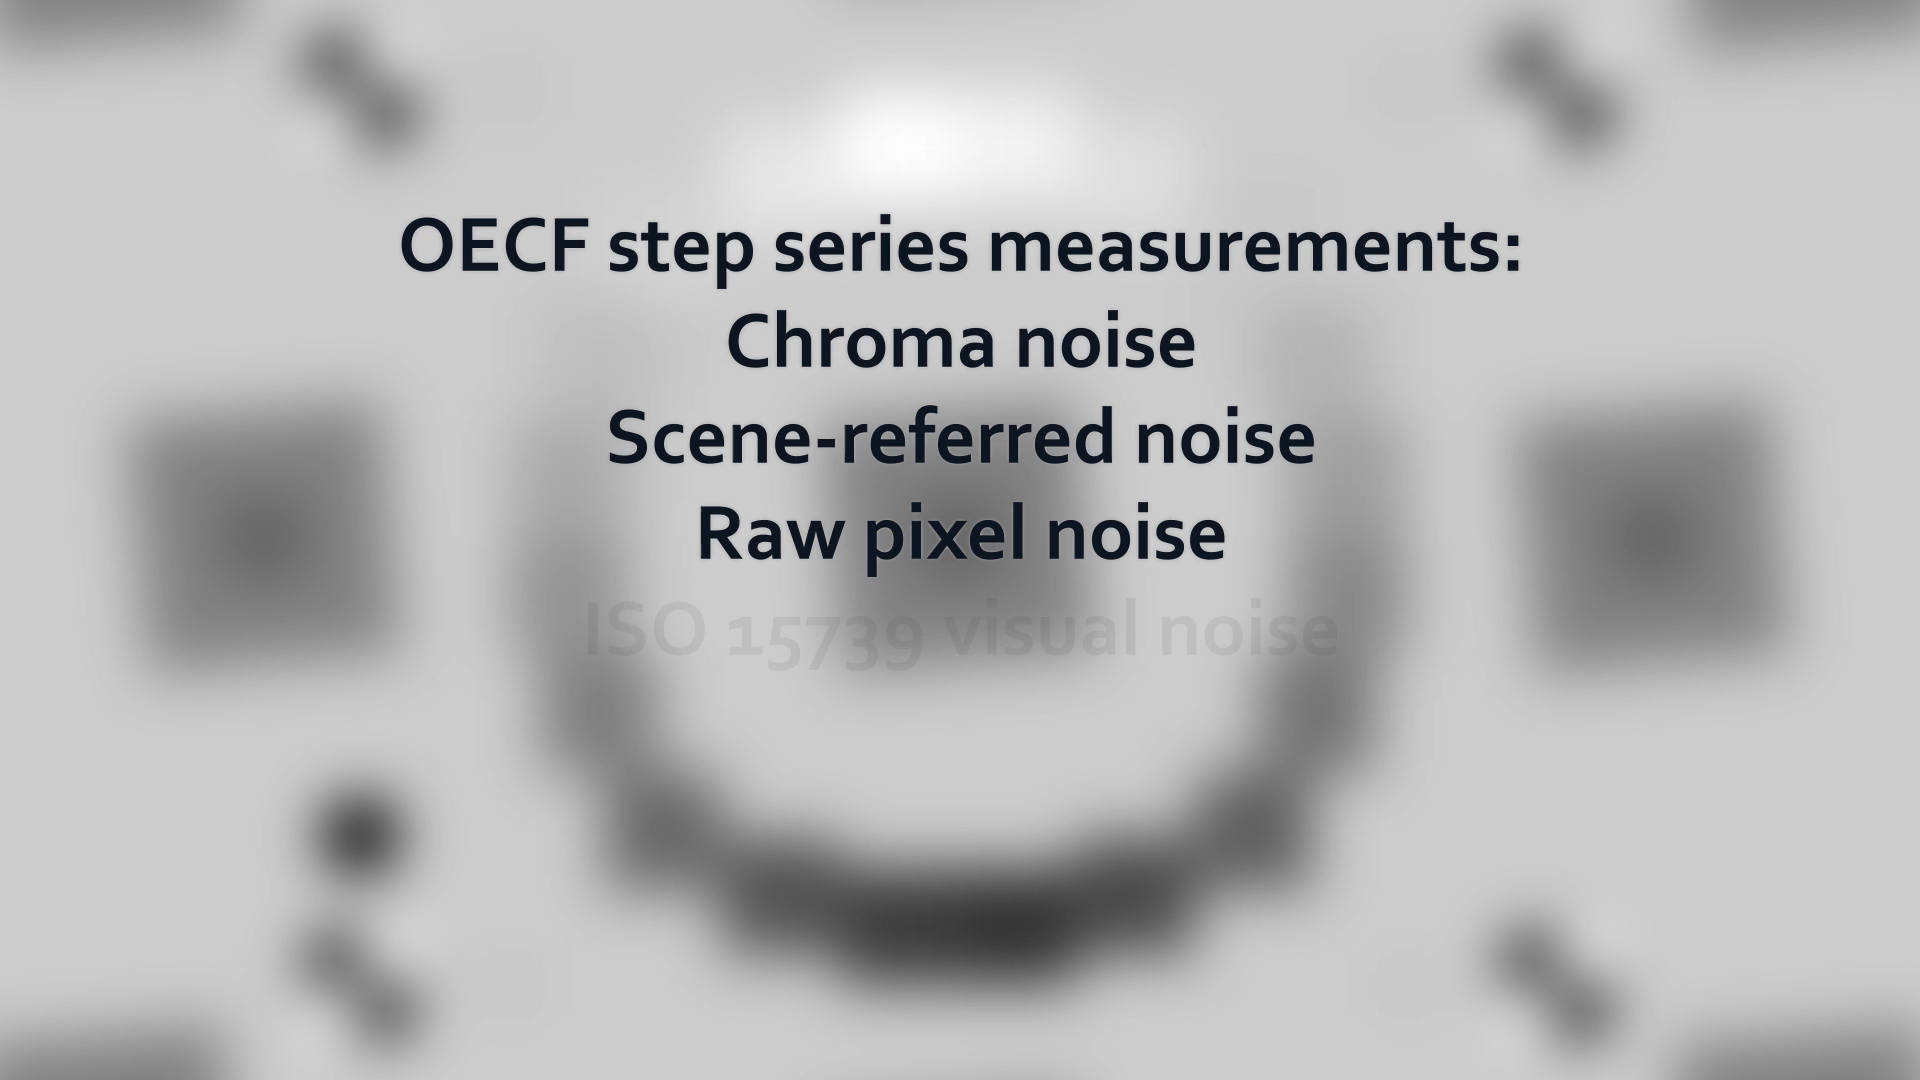 OECF step series measurements:
Chroma noise
Scene-referred noise
Raw pixel noise
ISO 15739 visual noise